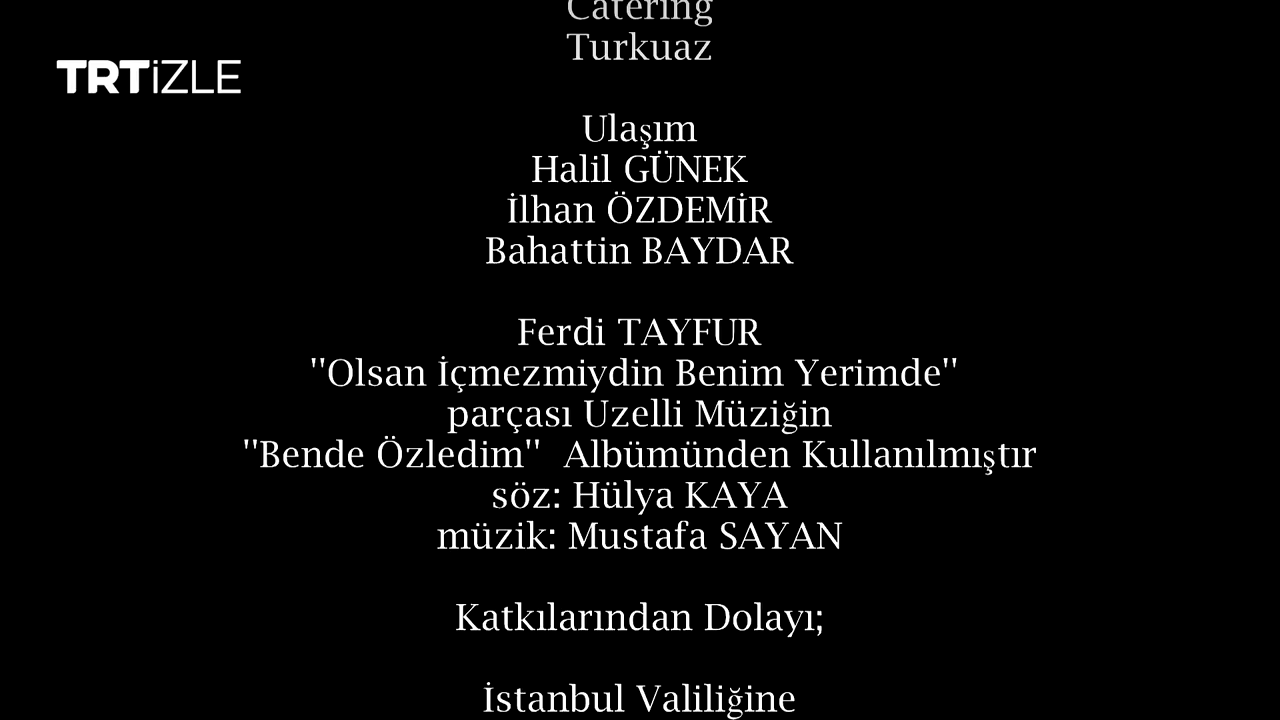 Catering
Turkuaz
TRTİZLE
Ulaşım
Halil GÜNEK
İlhan ÖZDEMİR
Bahattin BAYDAR
Ferdi TAYFUR
"Olsan İçmezmiydin Benim Yerimde"
parçası Uzelli Müziğin
"Bende Özledim" Albümünden Kullanılmıştır
söz: Hülya KAYA
müzik: Mustafa SAYAN
Katkılarından Dolayı;
İstanbul Valiliğine